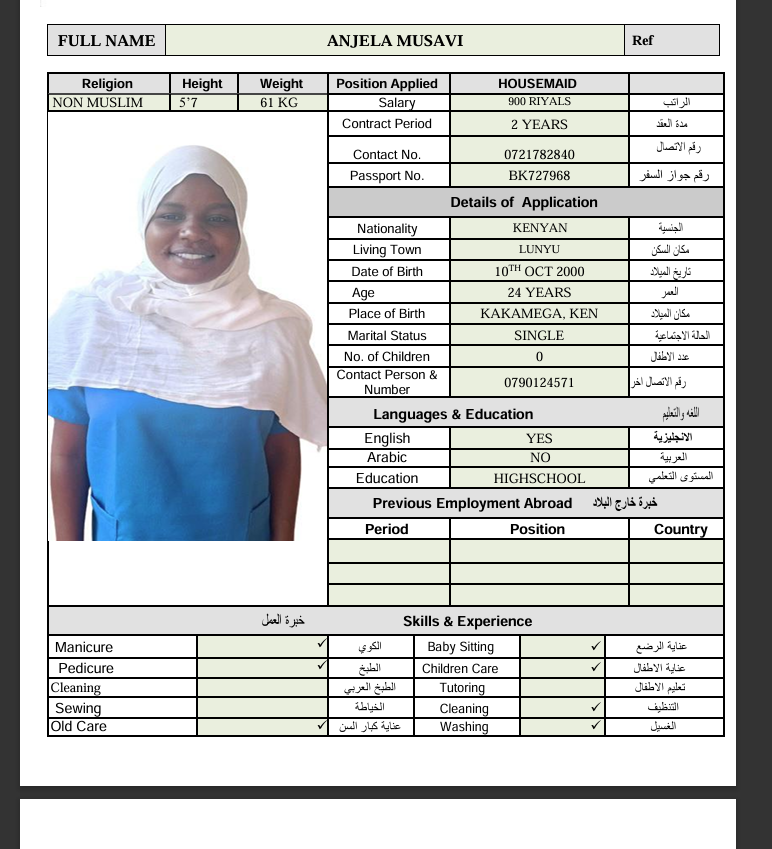 FULL NAME ANJELA MUSAVI Ref
Religion Height Weight Position Applied HOUSEMAID
NON MUSLIM 5’7 61 KG Salary 900 RIYALS الراتب
Contract Period 2 YEARS مدة العقد
Contact No. 0721782840 رقم الاتصال
Passport No. BK727968 رقم جواز السفر
Details of Application
Nationality KENYAN الجنسية
Living Town LUNYU مكان السكن
Date of Birth 10TH OCT 2000 تاريخ الميلاد
Age 24 YEARS العمر
Place of Birth KAKAMEGA, KEN مكان الميلاد
Marital Status SINGLE الحالة الاجتماعية
No. of Children 0 عدد الاطفال
Contact Person & Number 0790124571 رقم الاتصال اخر
Languages & Education اللغه والتعليم
English YES الانجليزية
Arabic NO العربية
Education HIGHSCHOOL المستوى التعلمي
Previous Employment Abroad خبرة خارج البلاد
Period Position Country
خبرة العمل Skills & Experience
Manicure ✓ الكوي Baby Sitting ✓ عناية الرضع
Pedicure ✓ الطبخ Children Care ✓ عناية الاطفال
Cleaning الطبخ العربي Tutoring تعليم الاطفال
Sewing الخياطة Cleaning ✓ التنظيف
Old Care ✓ عناية كبار السن Washing ✓ الغسيل